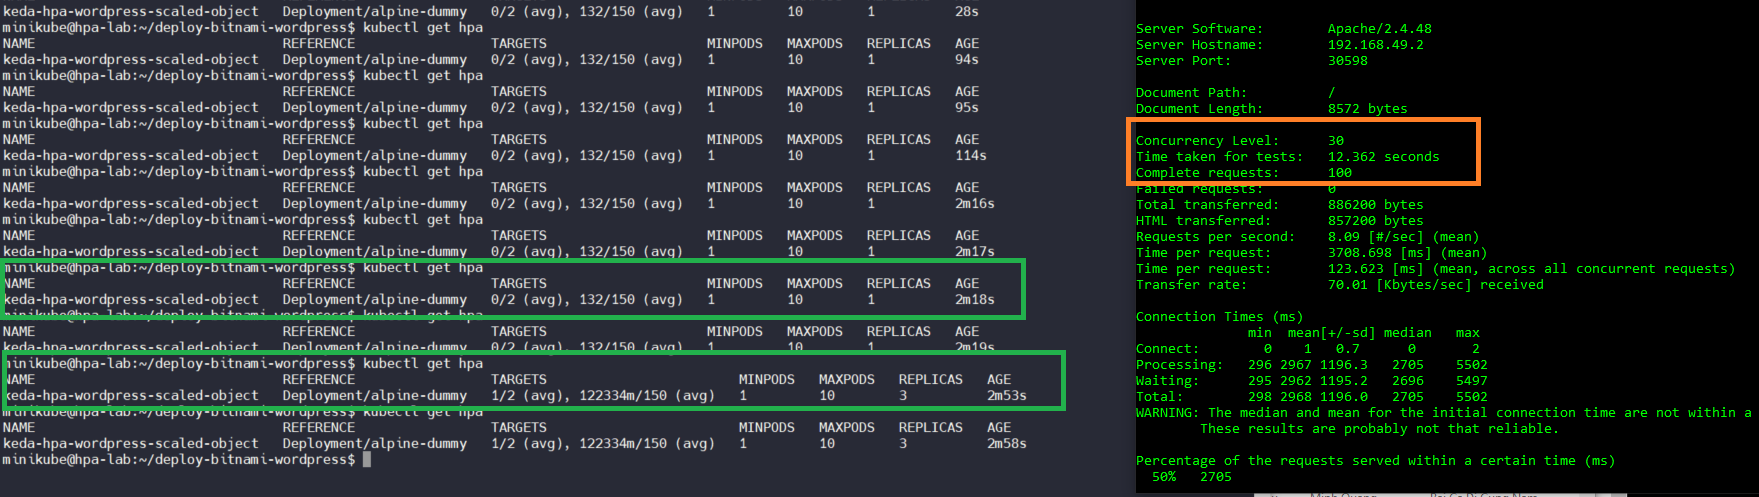 keda-hpa-wordpress-scaled-object   Deployment/alpine-dummy   0/2 (avg), 132/150 (avg)   1         10        1          28s
minikube@hpa-lab:~/deploy-bitnami-wordpress$ kubectl get hpa
NAME                               REFERENCE                 TARGETS                    MINPODS   MAXPODS   REPLICAS   AGE
keda-hpa-wordpress-scaled-object   Deployment/alpine-dummy   0/2 (avg), 132/150 (avg)   1         10        1          94s
minikube@hpa-lab:~/deploy-bitnami-wordpress$ kubectl get hpa
NAME                               REFERENCE                 TARGETS                    MINPODS   MAXPODS   REPLICAS   AGE
keda-hpa-wordpress-scaled-object   Deployment/alpine-dummy   0/2 (avg), 132/150 (avg)   1         10        1          95s
minikube@hpa-lab:~/deploy-bitnami-wordpress$ kubectl get hpa
NAME                               REFERENCE                 TARGETS                    MINPODS   MAXPODS   REPLICAS   AGE
keda-hpa-wordpress-scaled-object   Deployment/alpine-dummy   0/2 (avg), 132/150 (avg)   1         10        1          114s
minikube@hpa-lab:~/deploy-bitnami-wordpress$ kubectl get hpa
NAME                               REFERENCE                 TARGETS                    MINPODS   MAXPODS   REPLICAS   AGE
keda-hpa-wordpress-scaled-object   Deployment/alpine-dummy   0/2 (avg), 132/150 (avg)   1         10        1          2m16s
minikube@hpa-lab:~/deploy-bitnami-wordpress$ kubectl get hpa
NAME                               REFERENCE                 TARGETS                    MINPODS   MAXPODS   REPLICAS   AGE
keda-hpa-wordpress-scaled-object   Deployment/alpine-dummy   0/2 (avg), 132/150 (avg)   1         10        1          2m17s
minikube@hpa-lab:~/deploy-bitnami-wordpress$ kubectl get hpa
NAME                               REFERENCE                 TARGETS                    MINPODS   MAXPODS   REPLICAS   AGE
keda-hpa-wordpress-scaled-object   Deployment/alpine-dummy   0/2 (avg), 132/150 (avg)   1         10        1          2m18s
minikube@hpa-lab:~/deploy-bitnami-wordpress$ kubectl get hpa
NAME                               REFERENCE                 TARGETS                    MINPODS   MAXPODS   REPLICAS   AGE
keda-hpa-wordpress-scaled-object   Deployment/alpine-dummy   0/2 (avg), 132/150 (avg)   1         10        1          2m19s
minikube@hpa-lab:~/deploy-bitnami-wordpress$ kubectl get hpa
NAME                               REFERENCE                 TARGETS                        MINPODS   MAXPODS   REPLICAS   AGE
keda-hpa-wordpress-scaled-object   Deployment/alpine-dummy   1/2 (avg), 122334m/150 (avg)   1         10        3          2m53s
minikube@hpa-lab:~/deploy-bitnami-wordpress$ kubectl get hpa
NAME                               REFERENCE                 TARGETS                        MINPODS   MAXPODS   REPLICAS   AGE
keda-hpa-wordpress-scaled-object   Deployment/alpine-dummy   1/2 (avg), 122334m/150 (avg)   1         10        3          2m58s
minikube@hpa-lab:~/deploy-bitnami-wordpress$
Server Software:        Apache/2.4.48
Server Hostname:        192.168.49.2
Server Port:            30598
Document Path:          /
Document Length:        8572 bytes
Concurrency Level:      30
Time taken for tests:   12.362 seconds
Complete requests:      100
Failed requests:        0
Total transferred:      886200 bytes
HTML transferred:       857200 bytes
Requests per second:    8.09 [#/sec] (mean)
Time per request:       3708.698 [ms] (mean)
Time per request:       123.623 [ms] (mean, across all concurrent requests)
Transfer rate:          70.01 [Kbytes/sec] received
Connection Times (ms)
              min  mean[+/-sd] median   max
Connect:        0    1   0.7      0       2
Processing:   296 2967 1196.3   2705    5502
Waiting:      295 2962 1195.2   2696    5497
Total:        298 2968 1196.0   2705    5502
WARNING: The median and mean for the initial connection time are not within a
        These results are probably not that reliable.
Percentage of the requests served within a certain time (ms)
  50%   2705